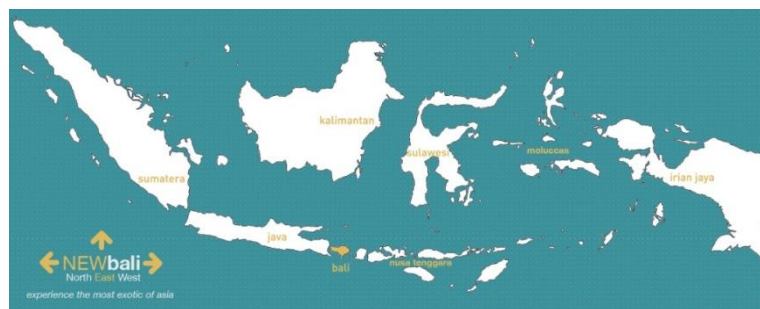 kalimantan
sulawesi
moluccas
sumatera
irian jaya
java
bali
nusa tenggara
NEWbali
North East West
experience the most exotic of asia